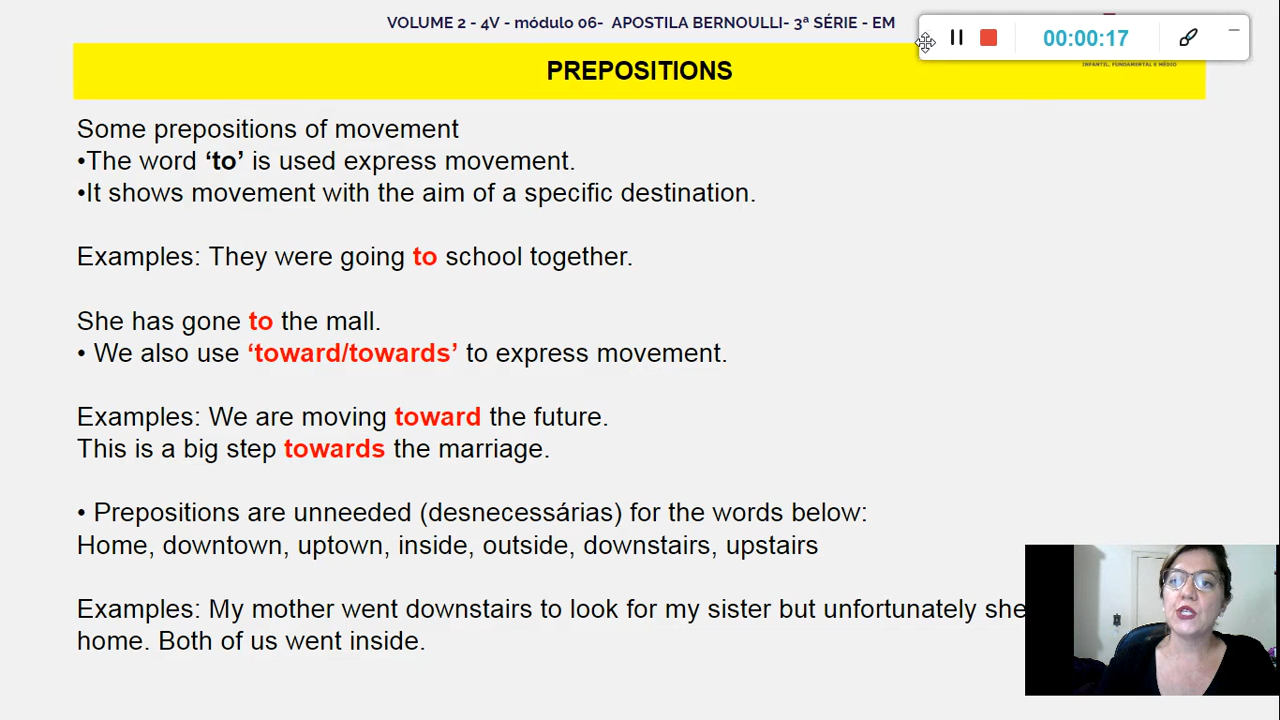 VOLUME 2 - 4V - módulo 06- APOSTILA BERNOULLI- 3ª SÉRIE - EM
00:00:17
INFANTIL, FUNDAMENTAL E MÉDIO
PREPOSITIONS
Some prepositions of movement
•The word ‘to’ is used express movement.
•It shows movement with the aim of a specific destination.
Examples: They were going to school together.
She has gone to the mall.
• We also use ‘toward/towards’ to express movement.
Examples: We are moving toward the future.
This is a big step towards the marriage.
• Prepositions are unneeded (desnecessárias) for the words below:
Home, downtown, uptown, inside, outside, downstairs, upstairs
Examples: My mother went downstairs to look for my sister but unfortunately she
home. Both of us went inside.